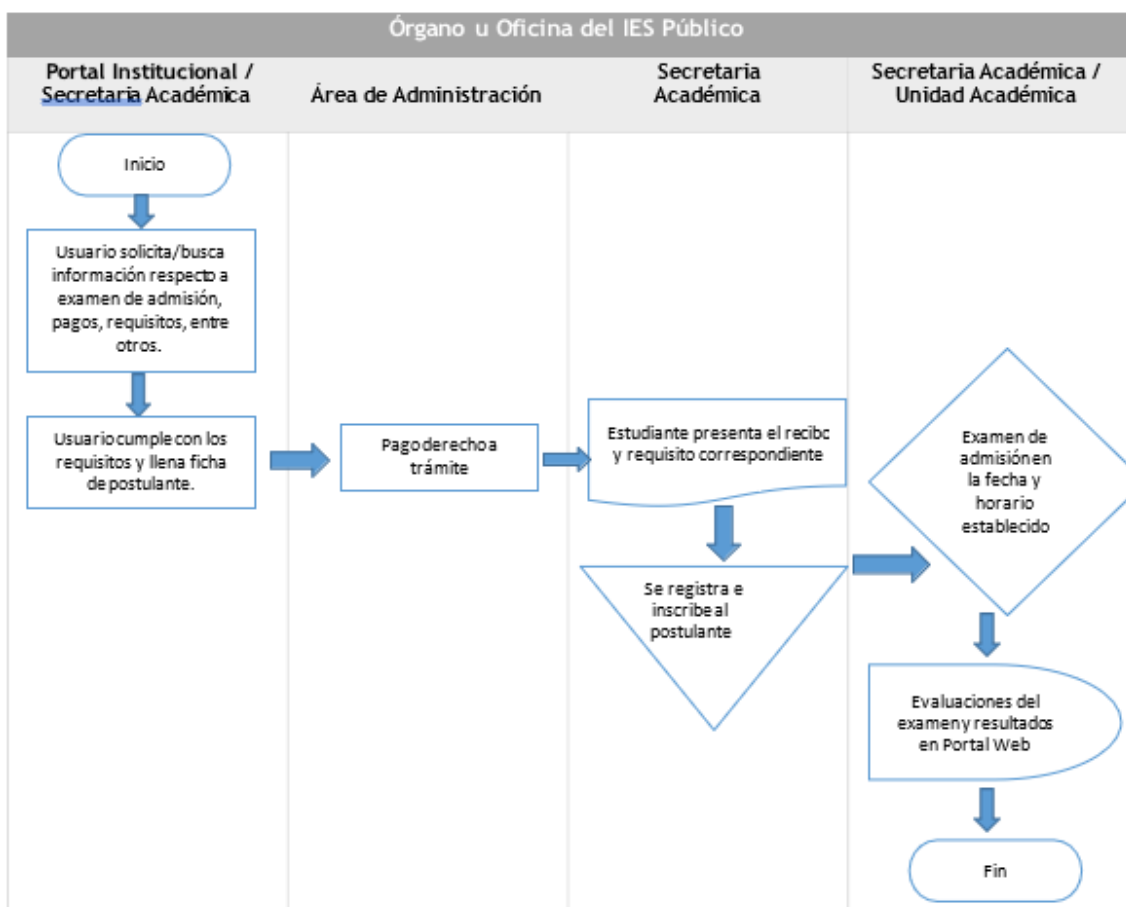 Órgano u Oficina del IES Público
Portal Institucional /
Secretaria Académica
Área de Administración
Secretaria
Académica
Secretaria Académica /
Unidad Académica
Inicio
Usuario solicita/busca
información respecto a
examen de admisión,
pagos, requisitos, entre
otros.
Usuario cumple con los
requisitos y llena ficha
de postulante.
Pago derecho a
trámite
Estudiante presenta el recibo
y requisito correspondiente
Se registra e
inscribe al
postulante
Examen de
admisión en
la fecha y
horario
establecido
Evaluaciones del
examen y resultados
en Portal Web
Fin